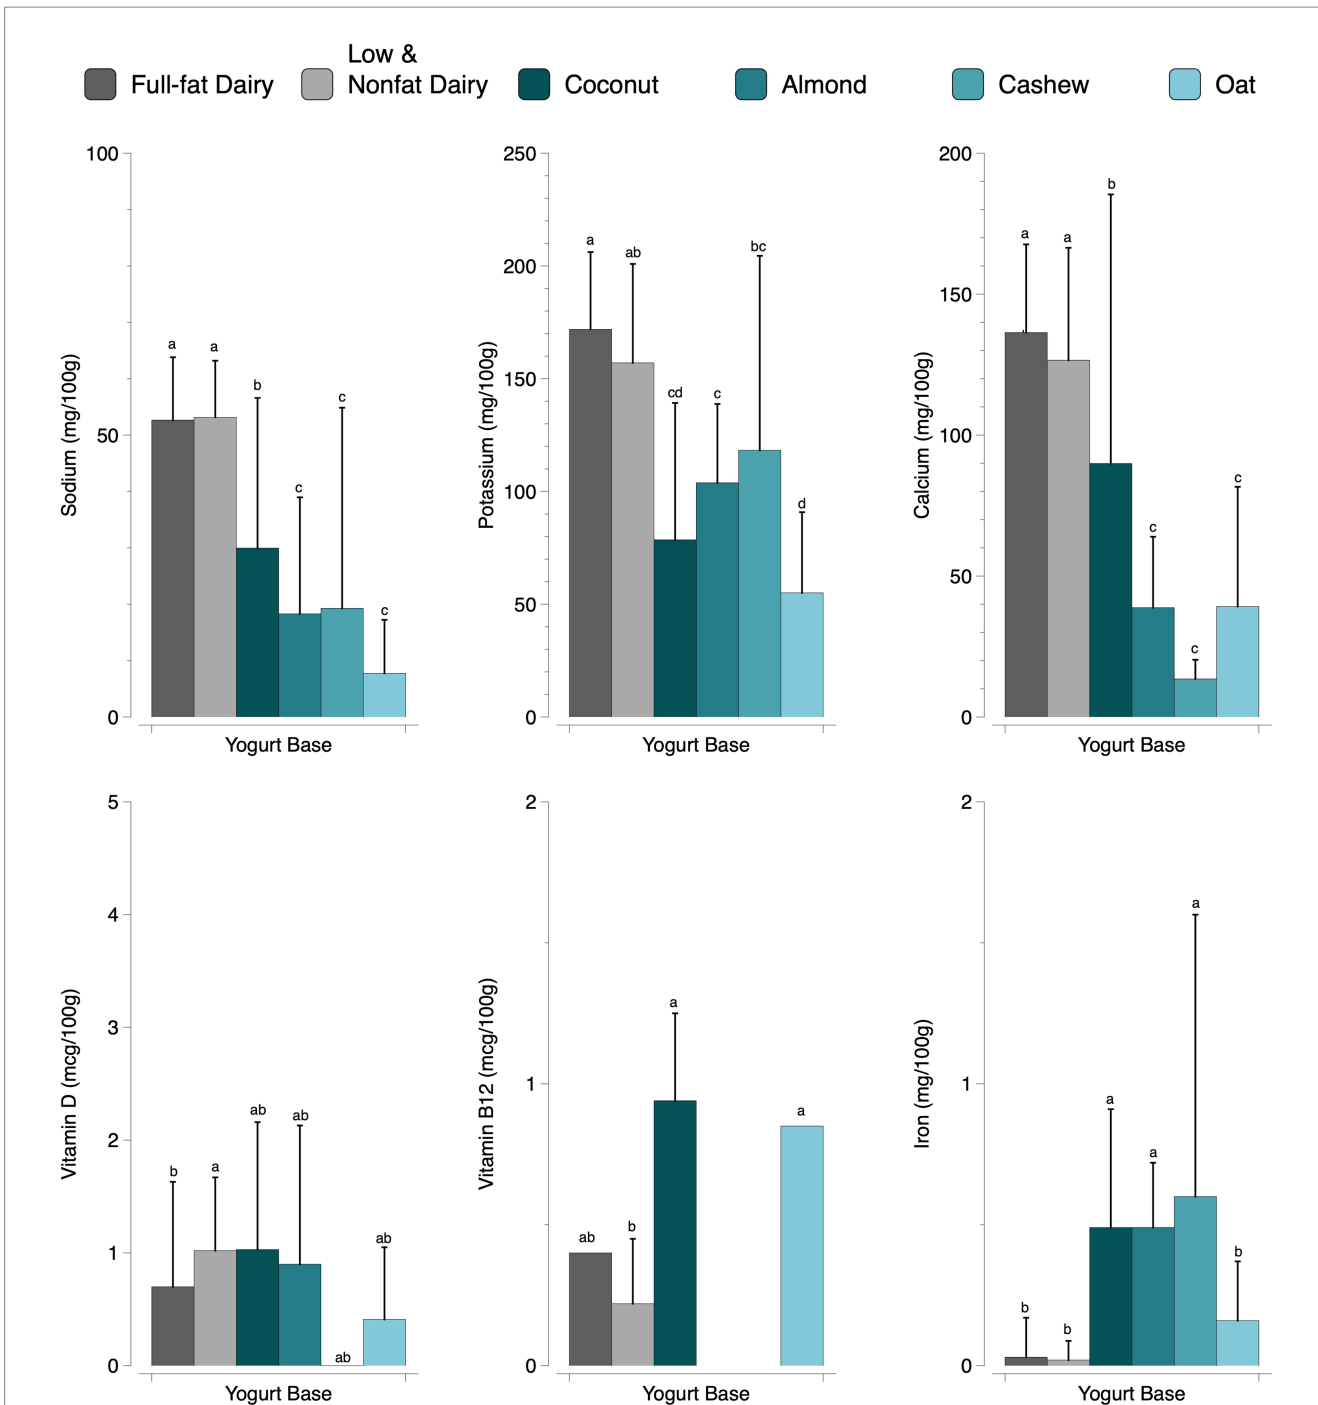 Low &
Full-fat Dairy Nonfat Dairy Coconut Almond Cashew Oat
100 250 200
50 200 150
0 150 100
100 50
50 0
0
Sodium (mg/100g)
a a b c c c
Yogurt Base
Potassium (mg/100g)
a ab cd c bc d
Yogurt Base
Calcium (mg/100g)
a a b c c c
Yogurt Base
5
4
3
2
1
0
Vitamin D (mcg/100g)
b a ab ab ab ab
Yogurt Base
2
1
0
Vitamin B12 (mcg/100g)
ab b a a
Yogurt Base
2
1
0
Iron (mg/100g)
b b a a a b
Yogurt Base